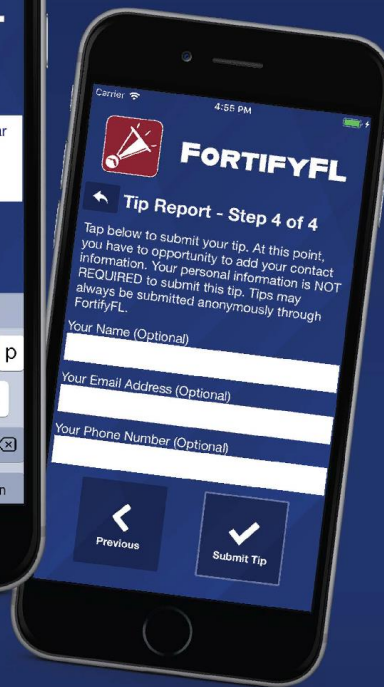 Carrier
4:55 PM
FORTIFYFL
Tip Report - Step 4 of 4
Tap below to submit your tip. At this point,
you have to opportunity to add your contact
information. Your personal information is NOT
REQUIRED to submit this tip. Tips may
always be submitted anonymously through
FortifyFL.
Your Name (Optional)
Your Email Address (Optional)
Your Phone Number (Optional)
Previous
Submit Tip
p